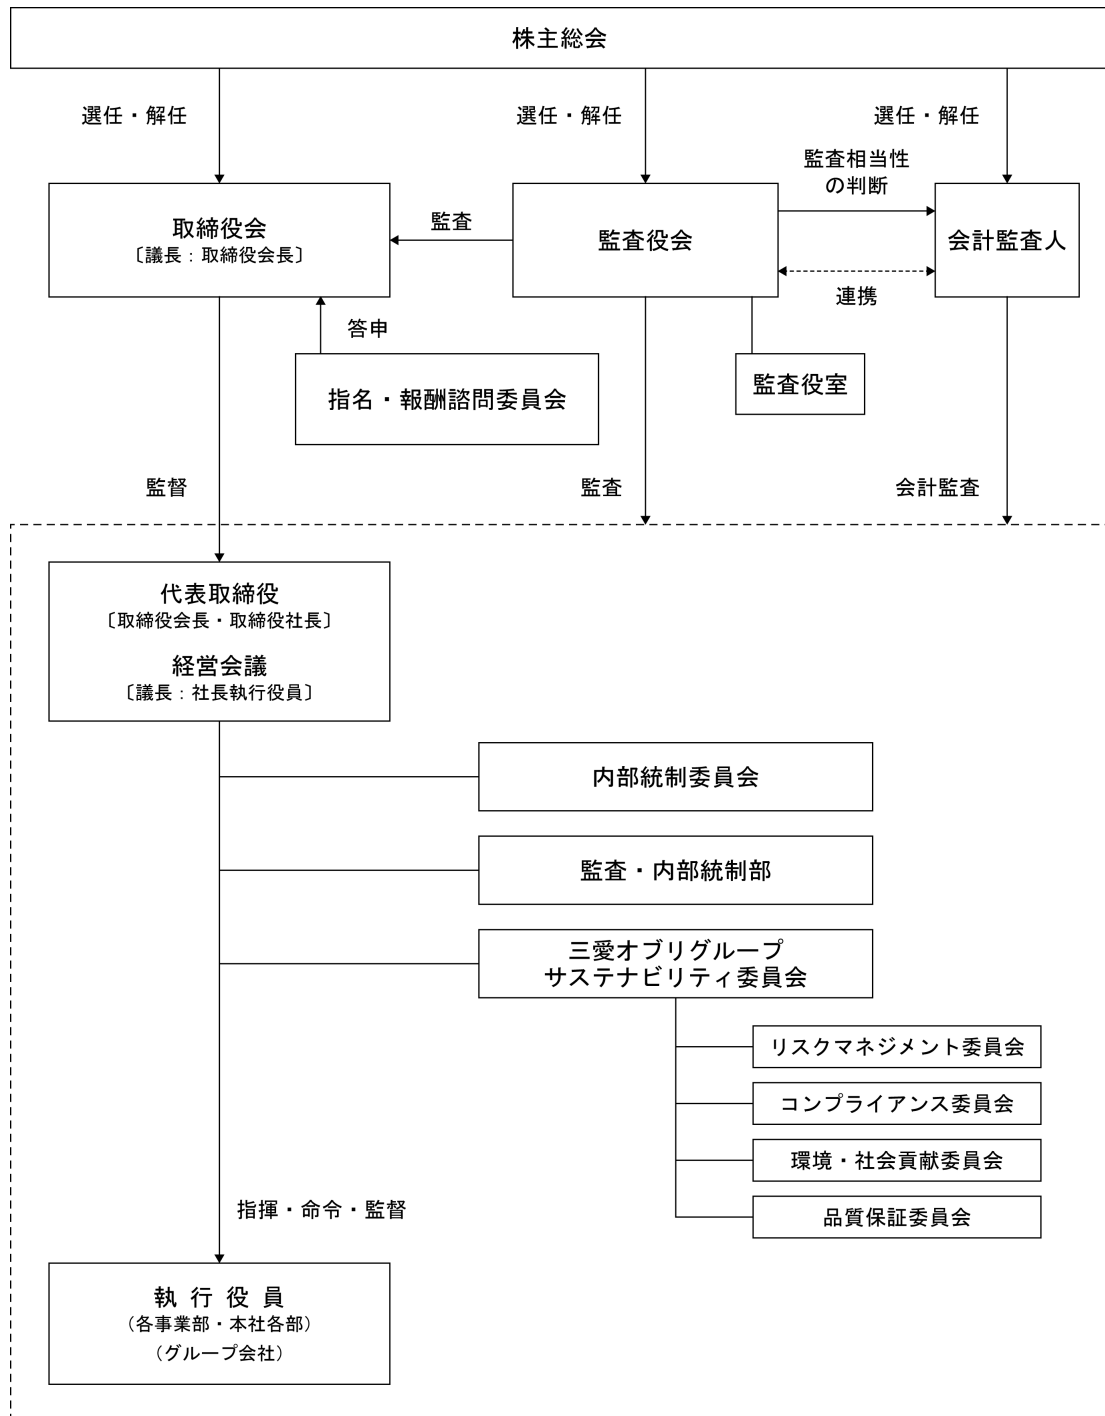 株主総会
選任・解任
選任・解任
選任・解任
監査相当性
の判断
取締役会
〔議長：取締役会長〕
監査
監査役会
会計監査人
連携
答申
指名・報酬諮問委員会
監査役室
監督
監査
会計監査
代表取締役
〔取締役会長・取締役社長〕
経営会議
〔議長：社長執行役員〕
内部統制委員会
監査・内部統制部
三愛オブリグループ
サステナビリティ委員会
リスクマネジメント委員会
コンプライアンス委員会
環境・社会貢献委員会
品質保証委員会
指揮・命令・監督
執行役員
（各事業部・本社各部）
（グループ会社）